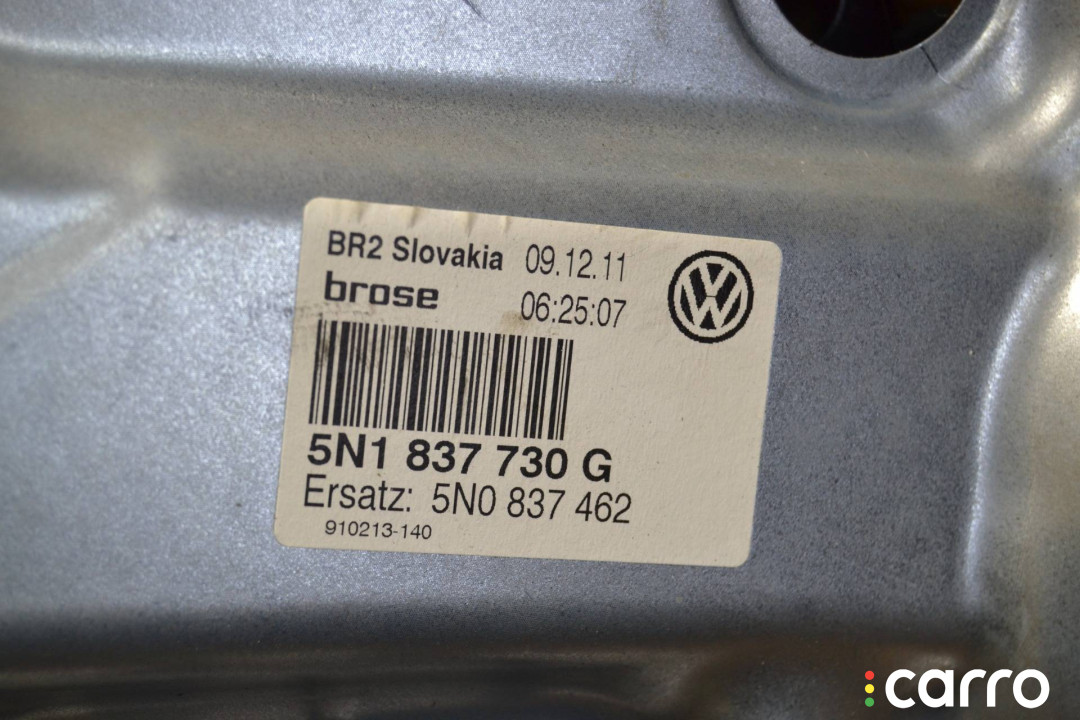 BR2 Slovakia 09.12.11
brose 06:25:07
5N1 837 730 G
Ersatz: 5N0 837 462
910213-140
carro